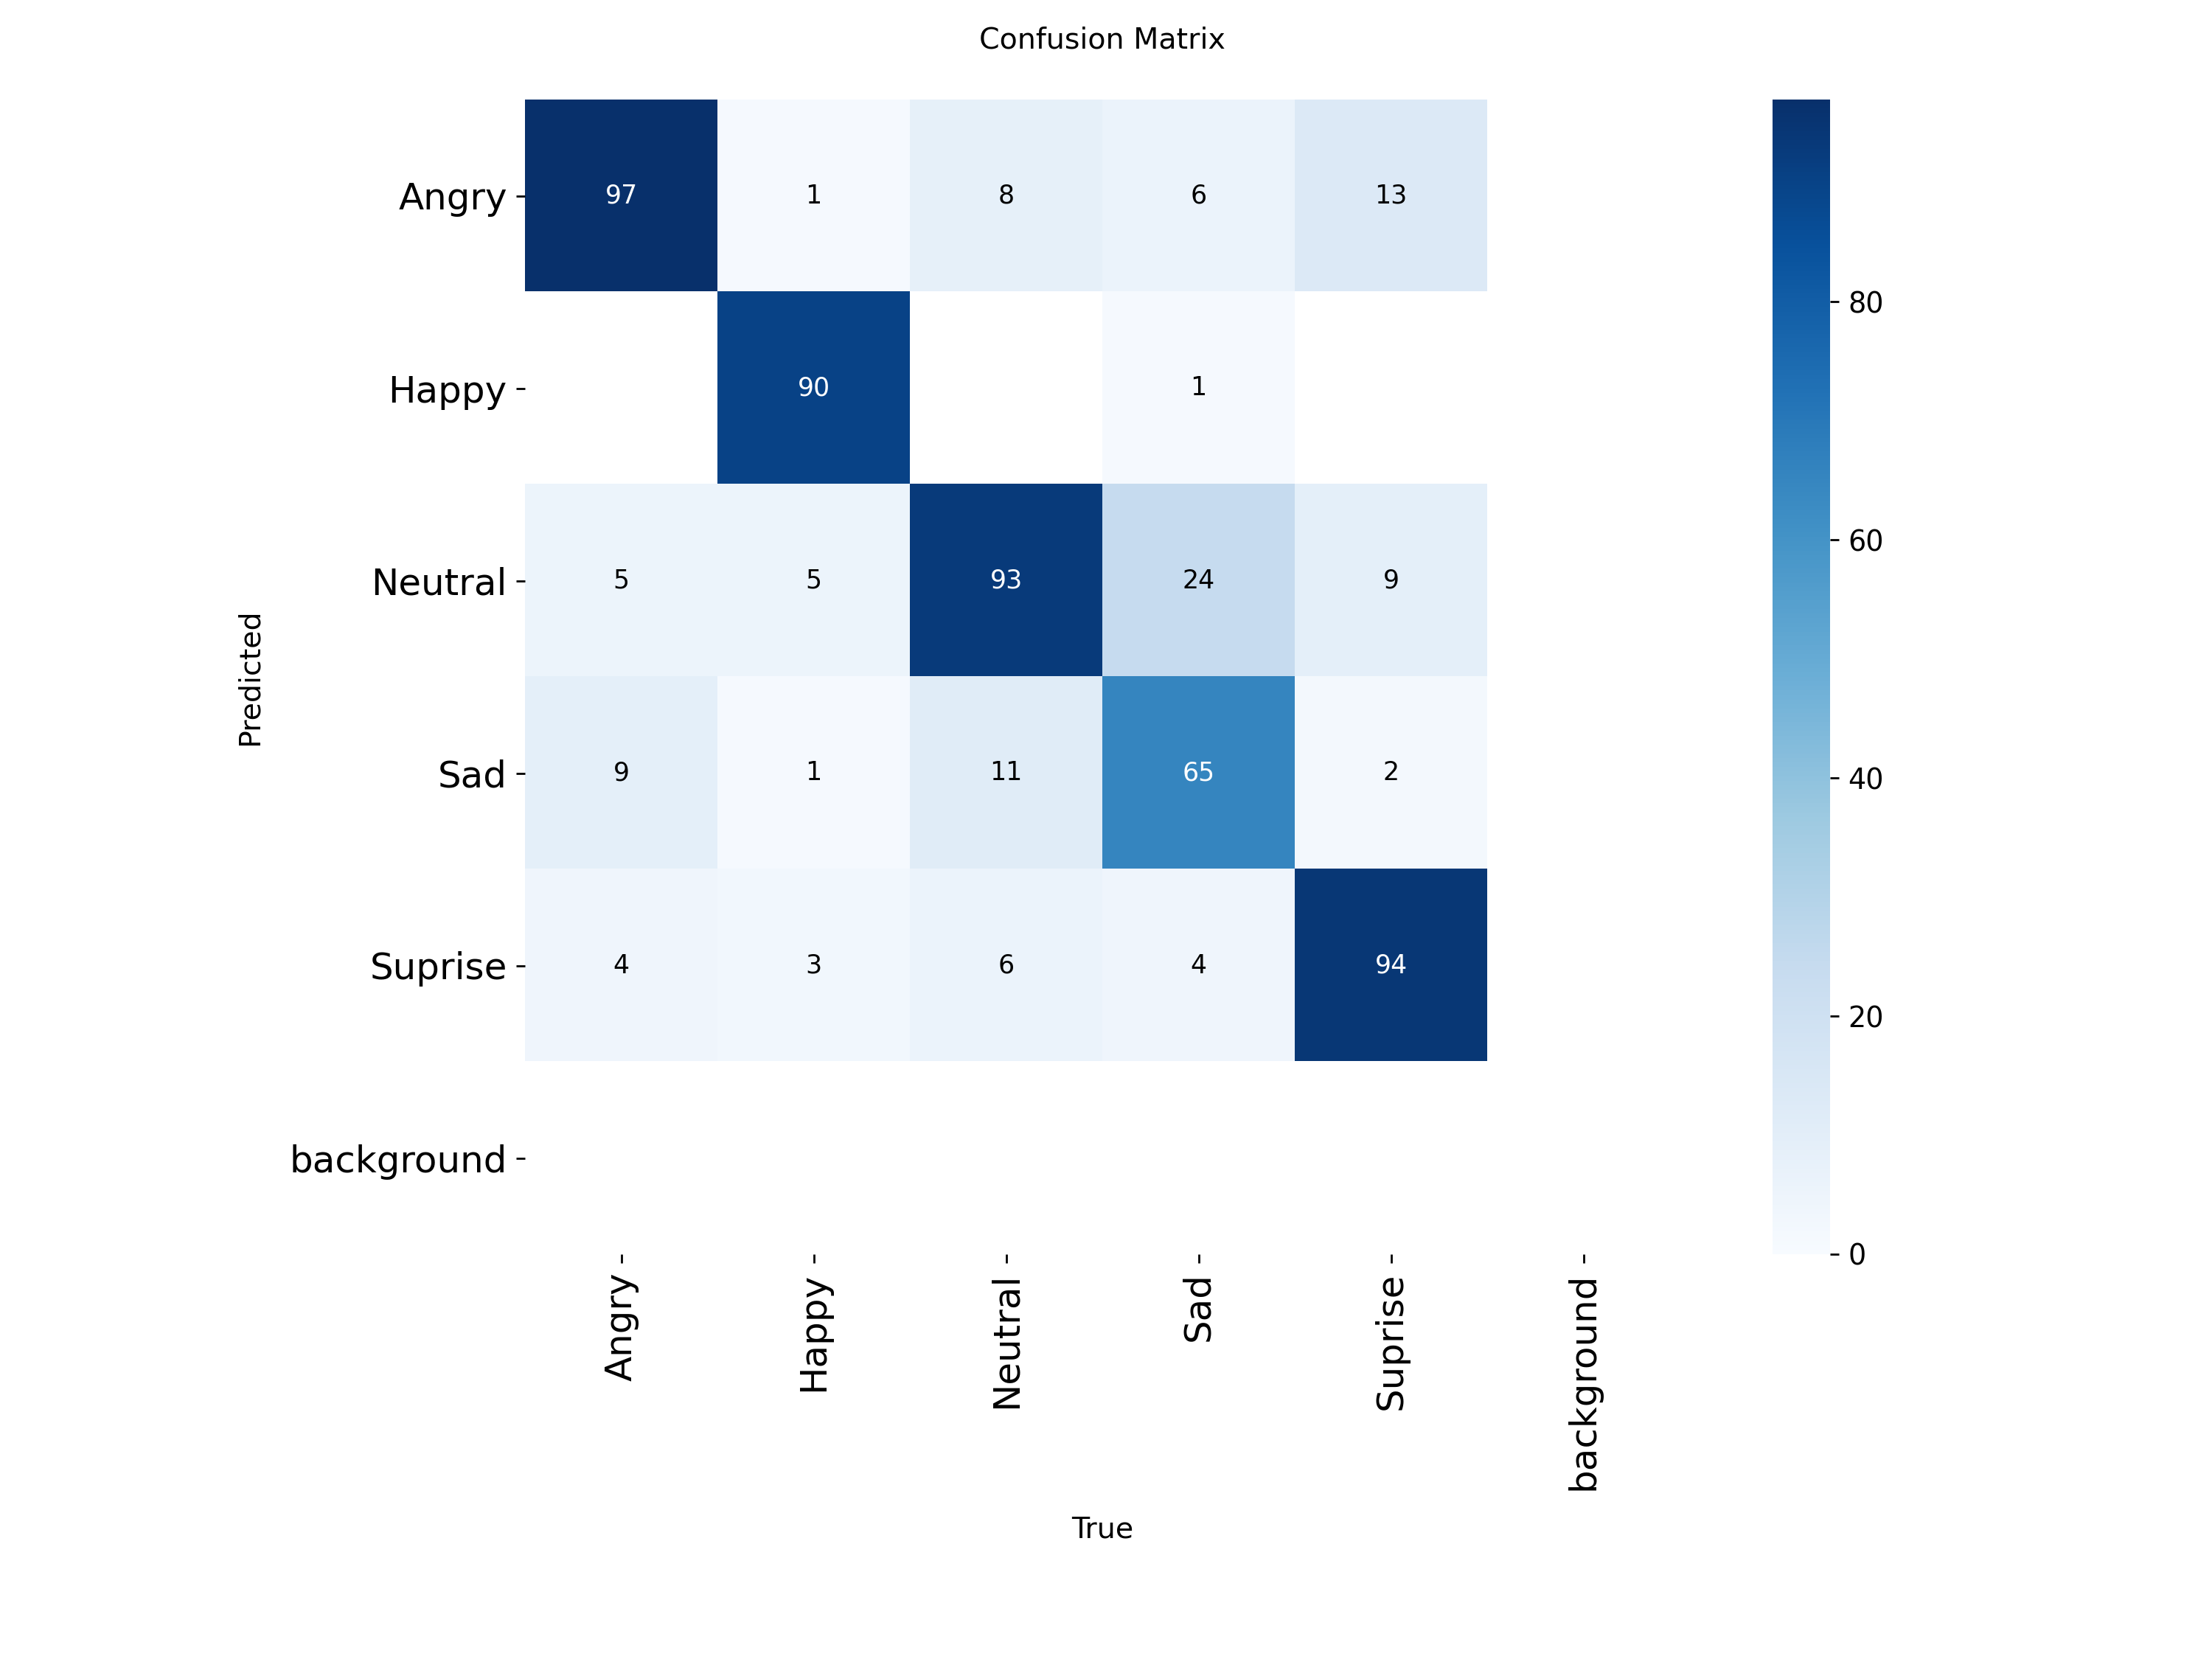 Confusion Matrix
Angry 97 1 8 6 13
Happy 90 1 80
Neutral 5 5 93 24 9 60
Predicted
Sad 9 1 11 65 2 40
Suprise 4 3 6 4 94 20
background
0
Angry Happy Neutral Sad Suprise background
True